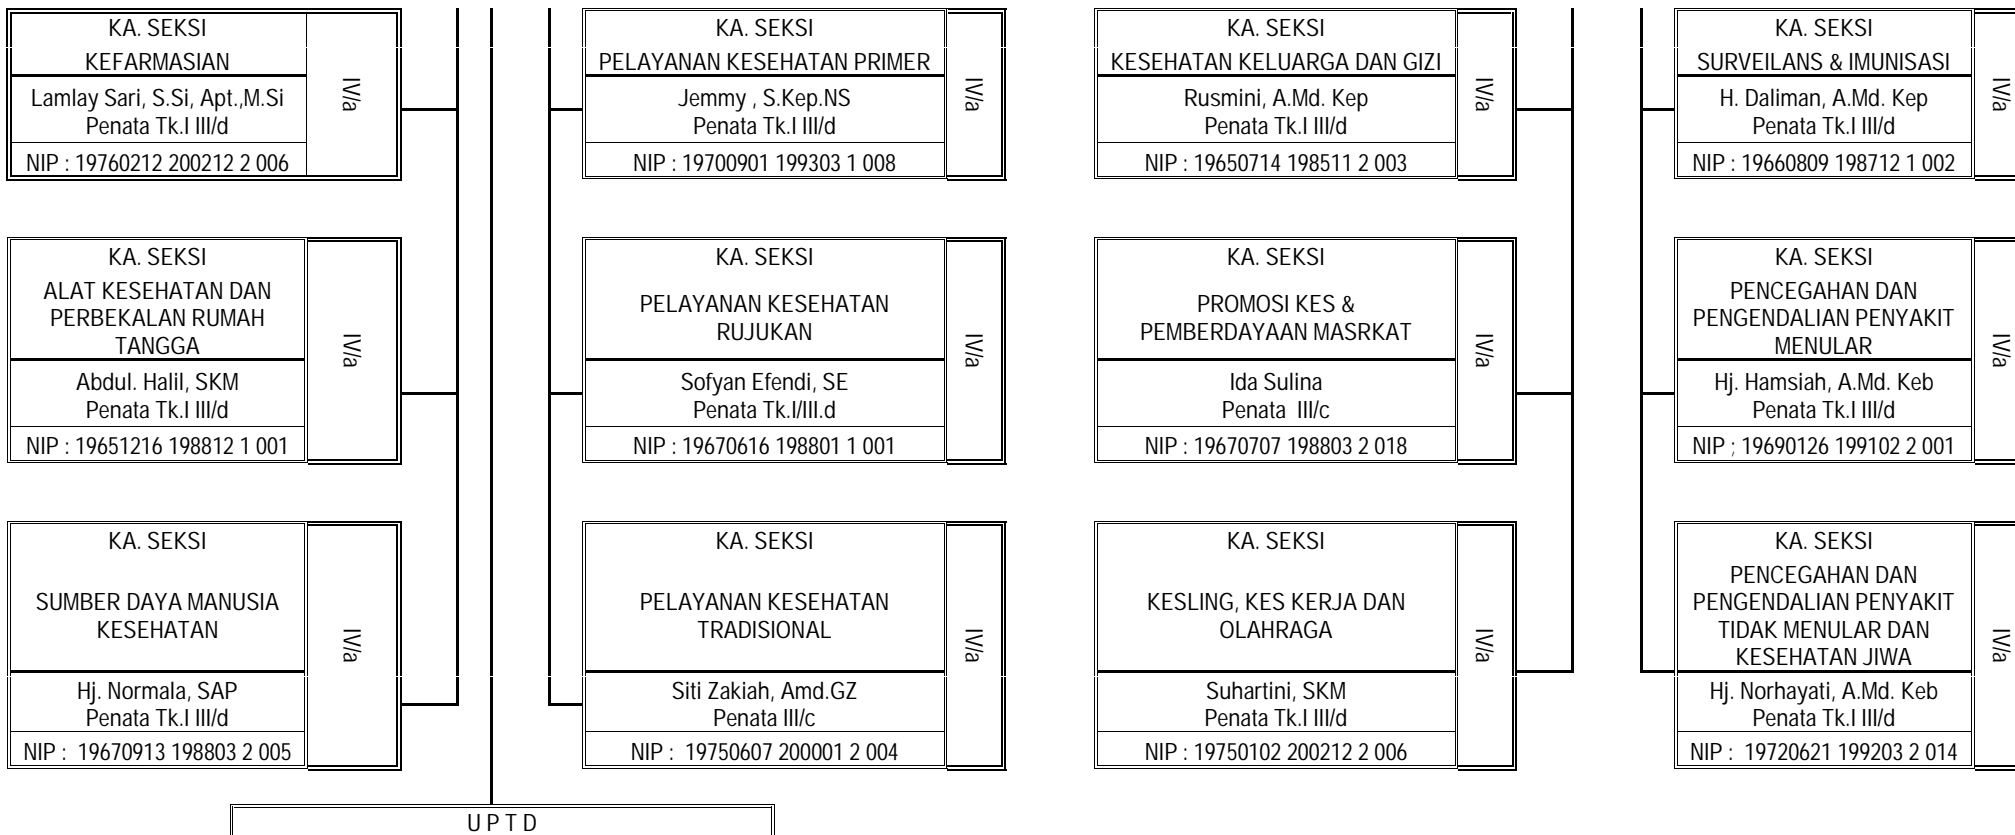 KA. SEKSI
KEFARMASIAN
Lamlay Sari, S.Si, Apt.,M.Si
Penata Tk.I III/d
NIP : 19760212 200212 2 006
IV/a
KA. SEKSI
PELAYANAN KESEHATAN PRIMER
Jemmy , S.Kep.NS
Penata Tk.I III/d
NIP : 19700901 199303 1 008
IV/a
KA. SEKSI
KESEHATAN KELUARGA DAN GIZI
Rusmini, A.Md. Kep
Penata Tk.I III/d
NIP : 19650714 198511 2 003
IV/a
KA. SEKSI
SURVEILANS & IMUNISASI
H. Daliman, A.Md. Kep
Penata Tk.I III/d
NIP : 19660809 198712 1 002
IV/a
KA. SEKSI
ALAT KESEHATAN DAN
PERBEKALAN RUMAH
TANGGA
Abdul. Halil, SKM
Penata Tk.I III/d
NIP : 19651216 198812 1 001
IV/a
KA. SEKSI
PELAYANAN KESEHATAN
RUJUKAN
Sofyan Efendi, SE
Penata Tk.I/III.d
NIP : 19670616 198801 1 001
IV/a
KA. SEKSI
PROMOSI KES &
PEMBERDAYAAN MASRKAT
Ida Sulina
Penata III/c
NIP : 19670707 198803 2 018
IV/a
KA. SEKSI
PENCEGAHAN DAN
PENGENDALIAN PENYAKIT
MENULAR
Hj. Hamsiah, A.Md. Keb
Penata Tk.I III/d
NIP ; 19690126 199102 2 001
IV/a
KA. SEKSI
SUMBER DAYA MANUSIA
KESEHATAN
Hj. Normala, SAP
Penata Tk.I III/d
NIP : 19670913 198803 2 005
IV/a
KA. SEKSI
PELAYANAN KESEHATAN
TRADISIONAL
Siti Zakiah, Amd.GZ
Penata III/c
NIP : 19750607 200001 2 004
IV/a
KA. SEKSI
KESLING, KES KERJA DAN
OLAHRAGA
Suhartini, SKM
Penata Tk.I III/d
NIP : 19750102 200212 2 006
IV/a
KA. SEKSI
PENCEGAHAN DAN
PENGENDALIAN PENYAKIT
TIDAK MENULAR DAN
KESEHATAN JIWA
Hj. Norhayati, A.Md. Keb
Penata Tk.I III/d
NIP : 19720621 199203 2 014
IV/a
U P T D